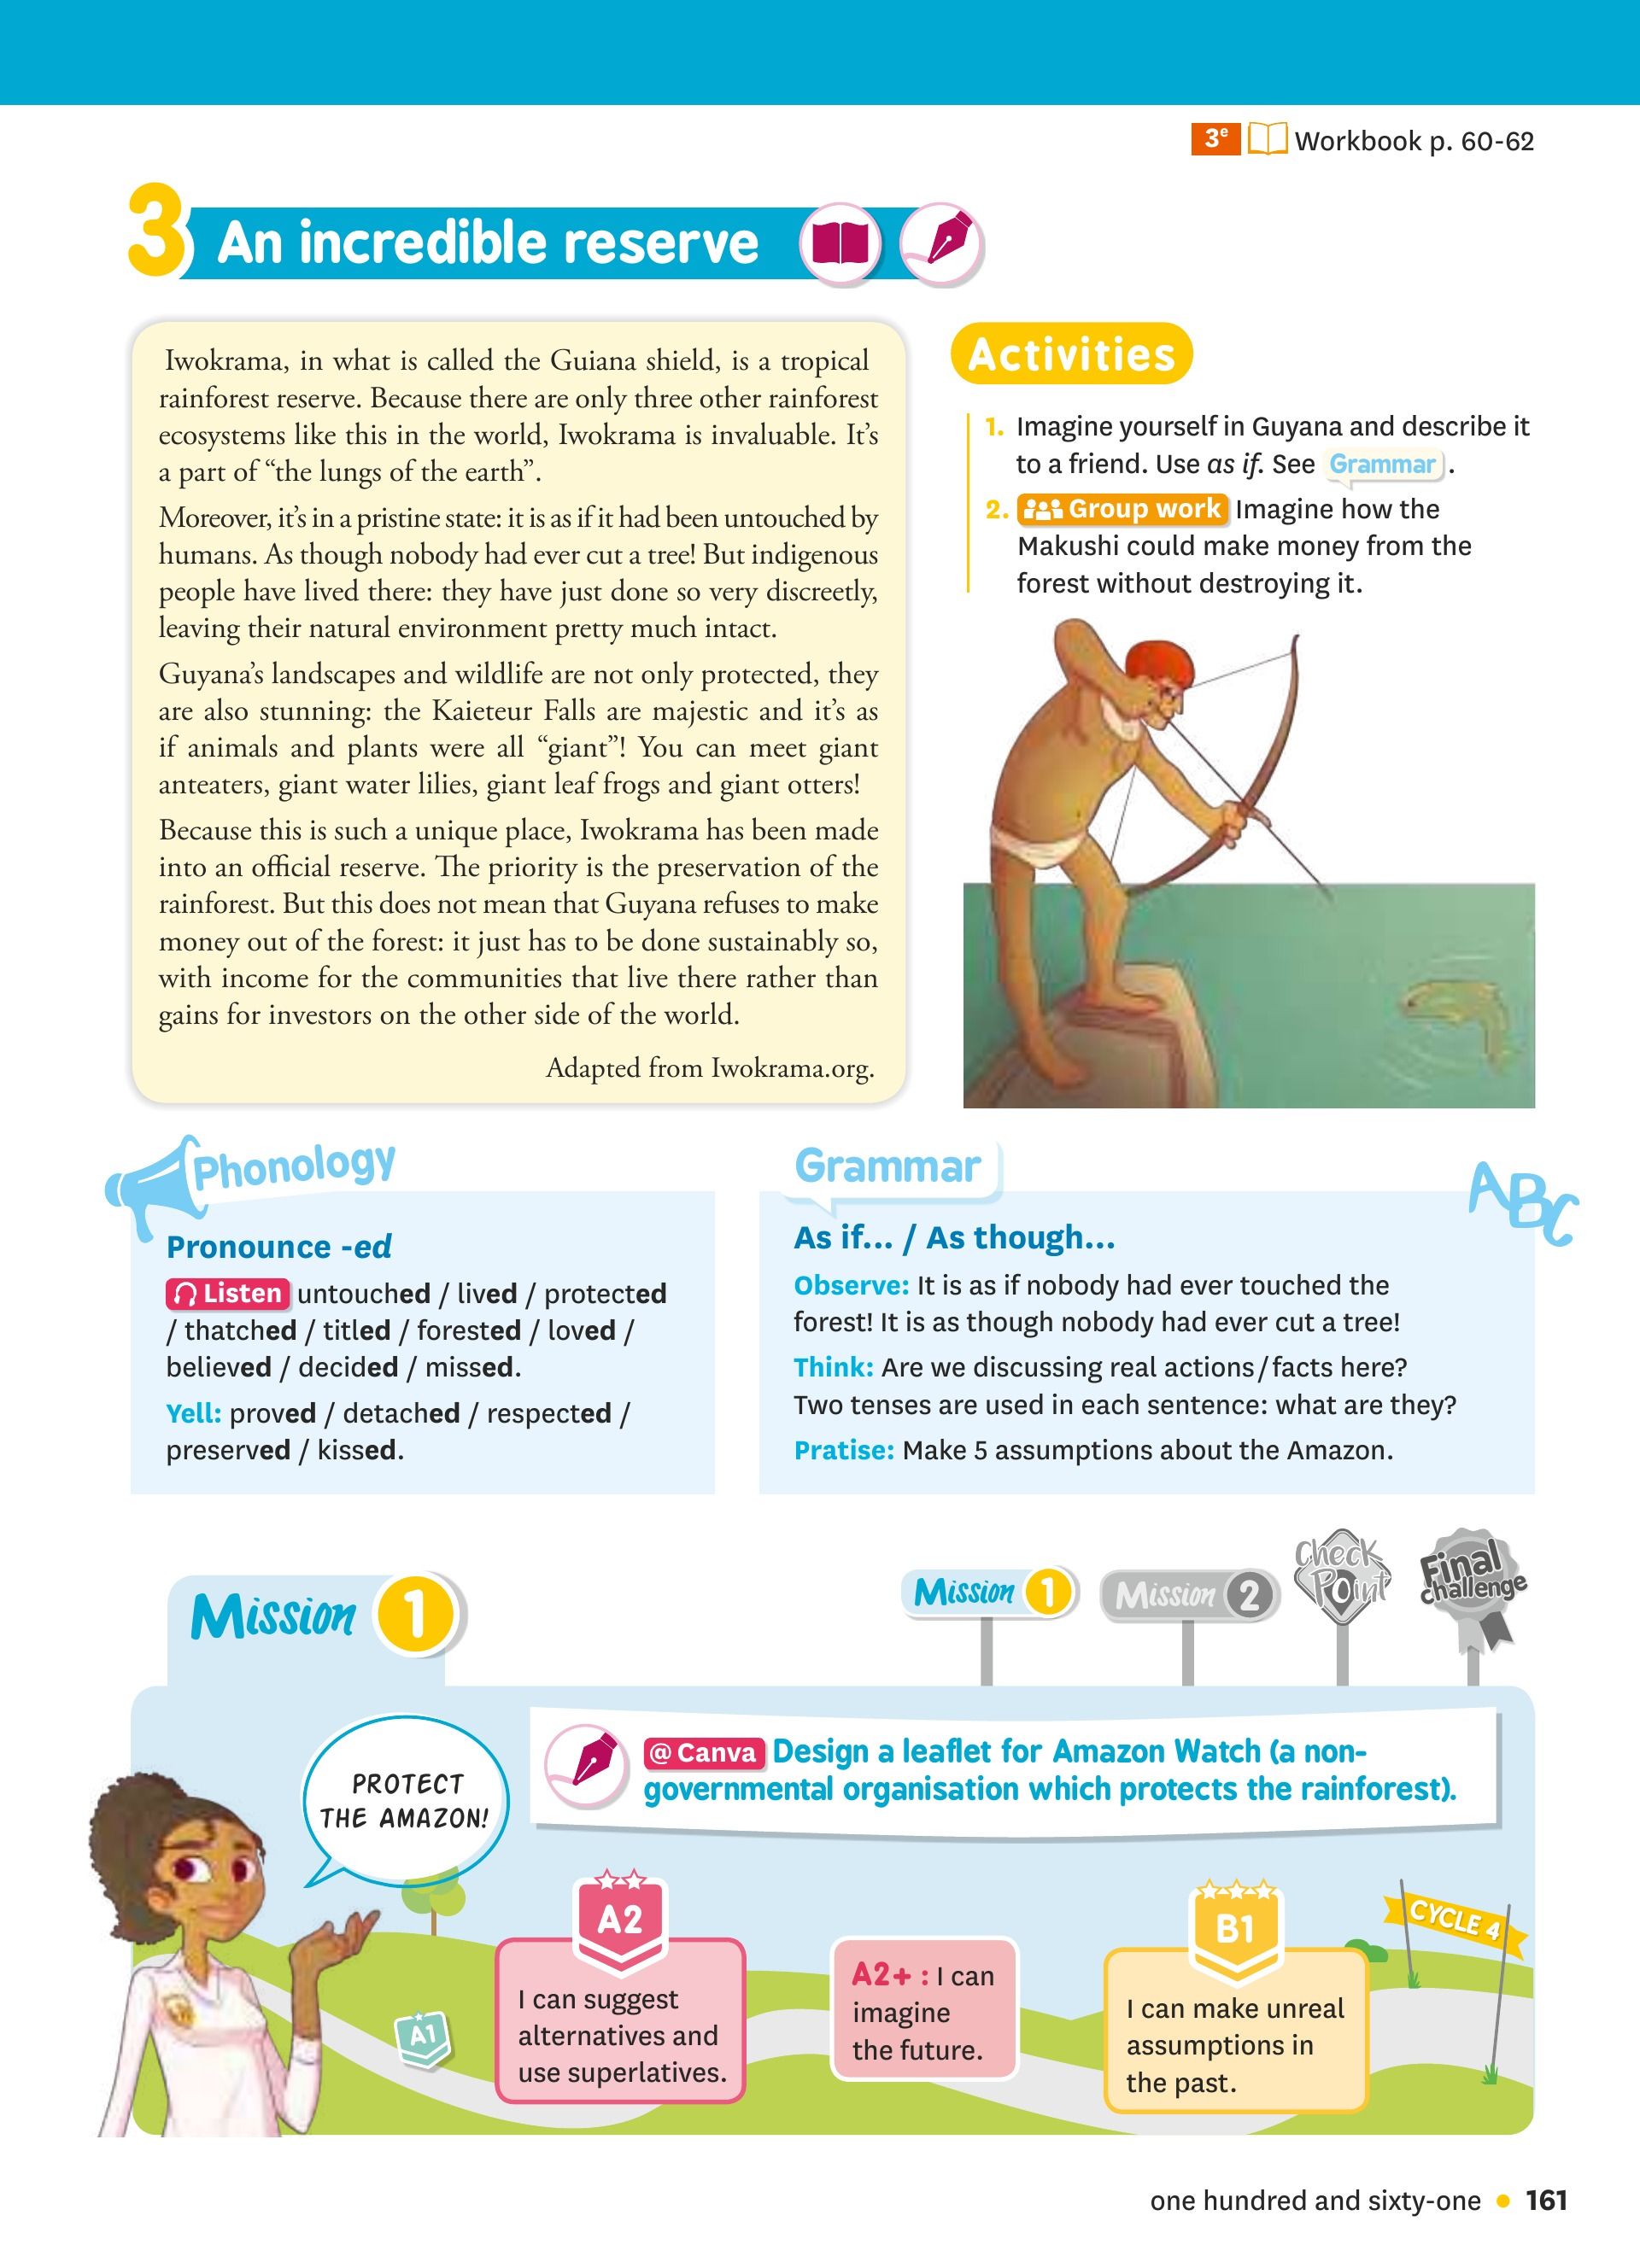 3e Workbook p. 60-62
3 An incredible reserve
Iwokrama, in what is called the Guiana shield, is a tropical
rainforest reserve. Because there are only three other rainforest
ecosystems like this in the world, Iwokrama is invaluable. It's
a part of “the lungs of the earth”.
Moreover, it's in a pristine state: it is as if it had been untouched by
humans. As though nobody had ever cut a tree! But indigenous
people have lived there: they have just done so very discreetly,
leaving their natural environment pretty much intact.
Guyana's landscapes and wildlife are not only protected, they
are also stunning: the Kaieteur Falls are majestic and it's as
if animals and plants were all “giant”! You can meet giant
anteaters, giant water lilies, giant leaf frogs and giant otters!
Because this is such a unique place, Iwokrama has been made
into an official reserve. The priority is the preservation of the
rainforest. But this does not mean that Guyana refuses to make
money out of the forest: it just has to be done sustainably so,
with income for the communities that live there rather than
gains for investors on the other side of the world.
Adapted from Iwokrama.org.
Activities
1. Imagine yourself in Guyana and describe it
to a friend. Use as if. See Grammar.
2. Group work Imagine how the
Makushi could make money from the
forest without destroying it.
Phonology
Pronounce -ed
Listen untouched / lived / protected
/ thatched / titled / forested / loved /
believed / decided / missed.
Yell: proved / detached / respected /
preserved / kissed.
Grammar
ABC
As if... / As though...
Observe: It is as if nobody had ever touched the
forest! It is as though nobody had ever cut a tree!
Think: Are we discussing real actions/facts here?
Two tenses are used in each sentence: what are they?
Pratise: Make 5 assumptions about the Amazon.
Mission 1
Mission 1
Mission 2
Check
Point
Final
challenge
PROTECT
THE AMAZON!
@ Canva Design a leaflet for Amazon Watch (a non-
governmental organisation which protects the rainforest).
A1
A2
I can suggest
alternatives and
use superlatives.
A2+ : I can
imagine
the future.
B1
I can make unreal
assumptions in
the past.
CYCLE 4
one hundred and sixty-one • 161